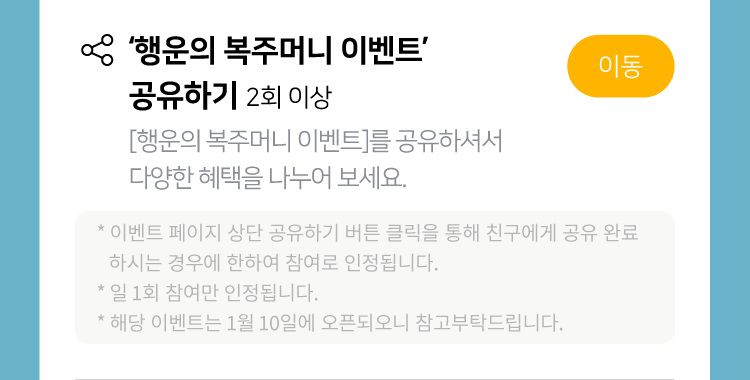 ‘행운의 복주머니 이벤트’
이동
공유하기 2회 이상
[행운의 복주머니 이벤트]를 공유하셔서
다양한 혜택을 나누어 보세요.
* 이벤트 페이지 상단 공유하기 버튼 클릭을 통해 친구에게 공유 완료
하시는 경우에 한하여 참여로 인정됩니다.
* 일 1회 참여만 인정됩니다.
* 해당 이벤트는 1월 10일에 오픈되오니 참고부탁드립니다.